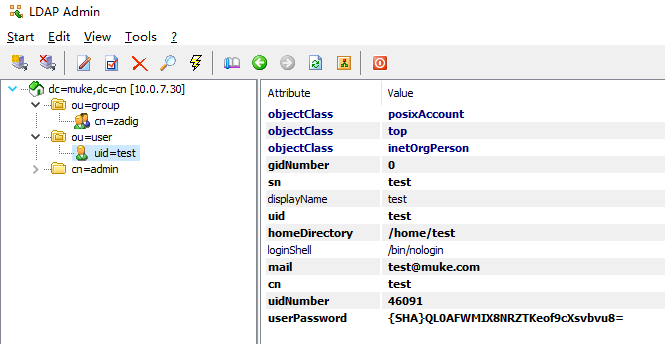 LDAP Admin
Start Edit View Tools ?
dc=muke,dc=cn [10.0.7.30]
ou=group
cn=zadig
ou=user
uid=test
cn=admin
Attribute Value
objectClass posixAccount
objectClass top
objectClass inetOrgPerson
gidNumber 0
sn test
displayName test
uid test
homeDirectory /home/test
loginShell /bin/nologin
mail test@muke.com
cn test
uidNumber 46091
userPassword {SHA}QL0AFWMIX8NRZTKeof9cXsvbvu8=